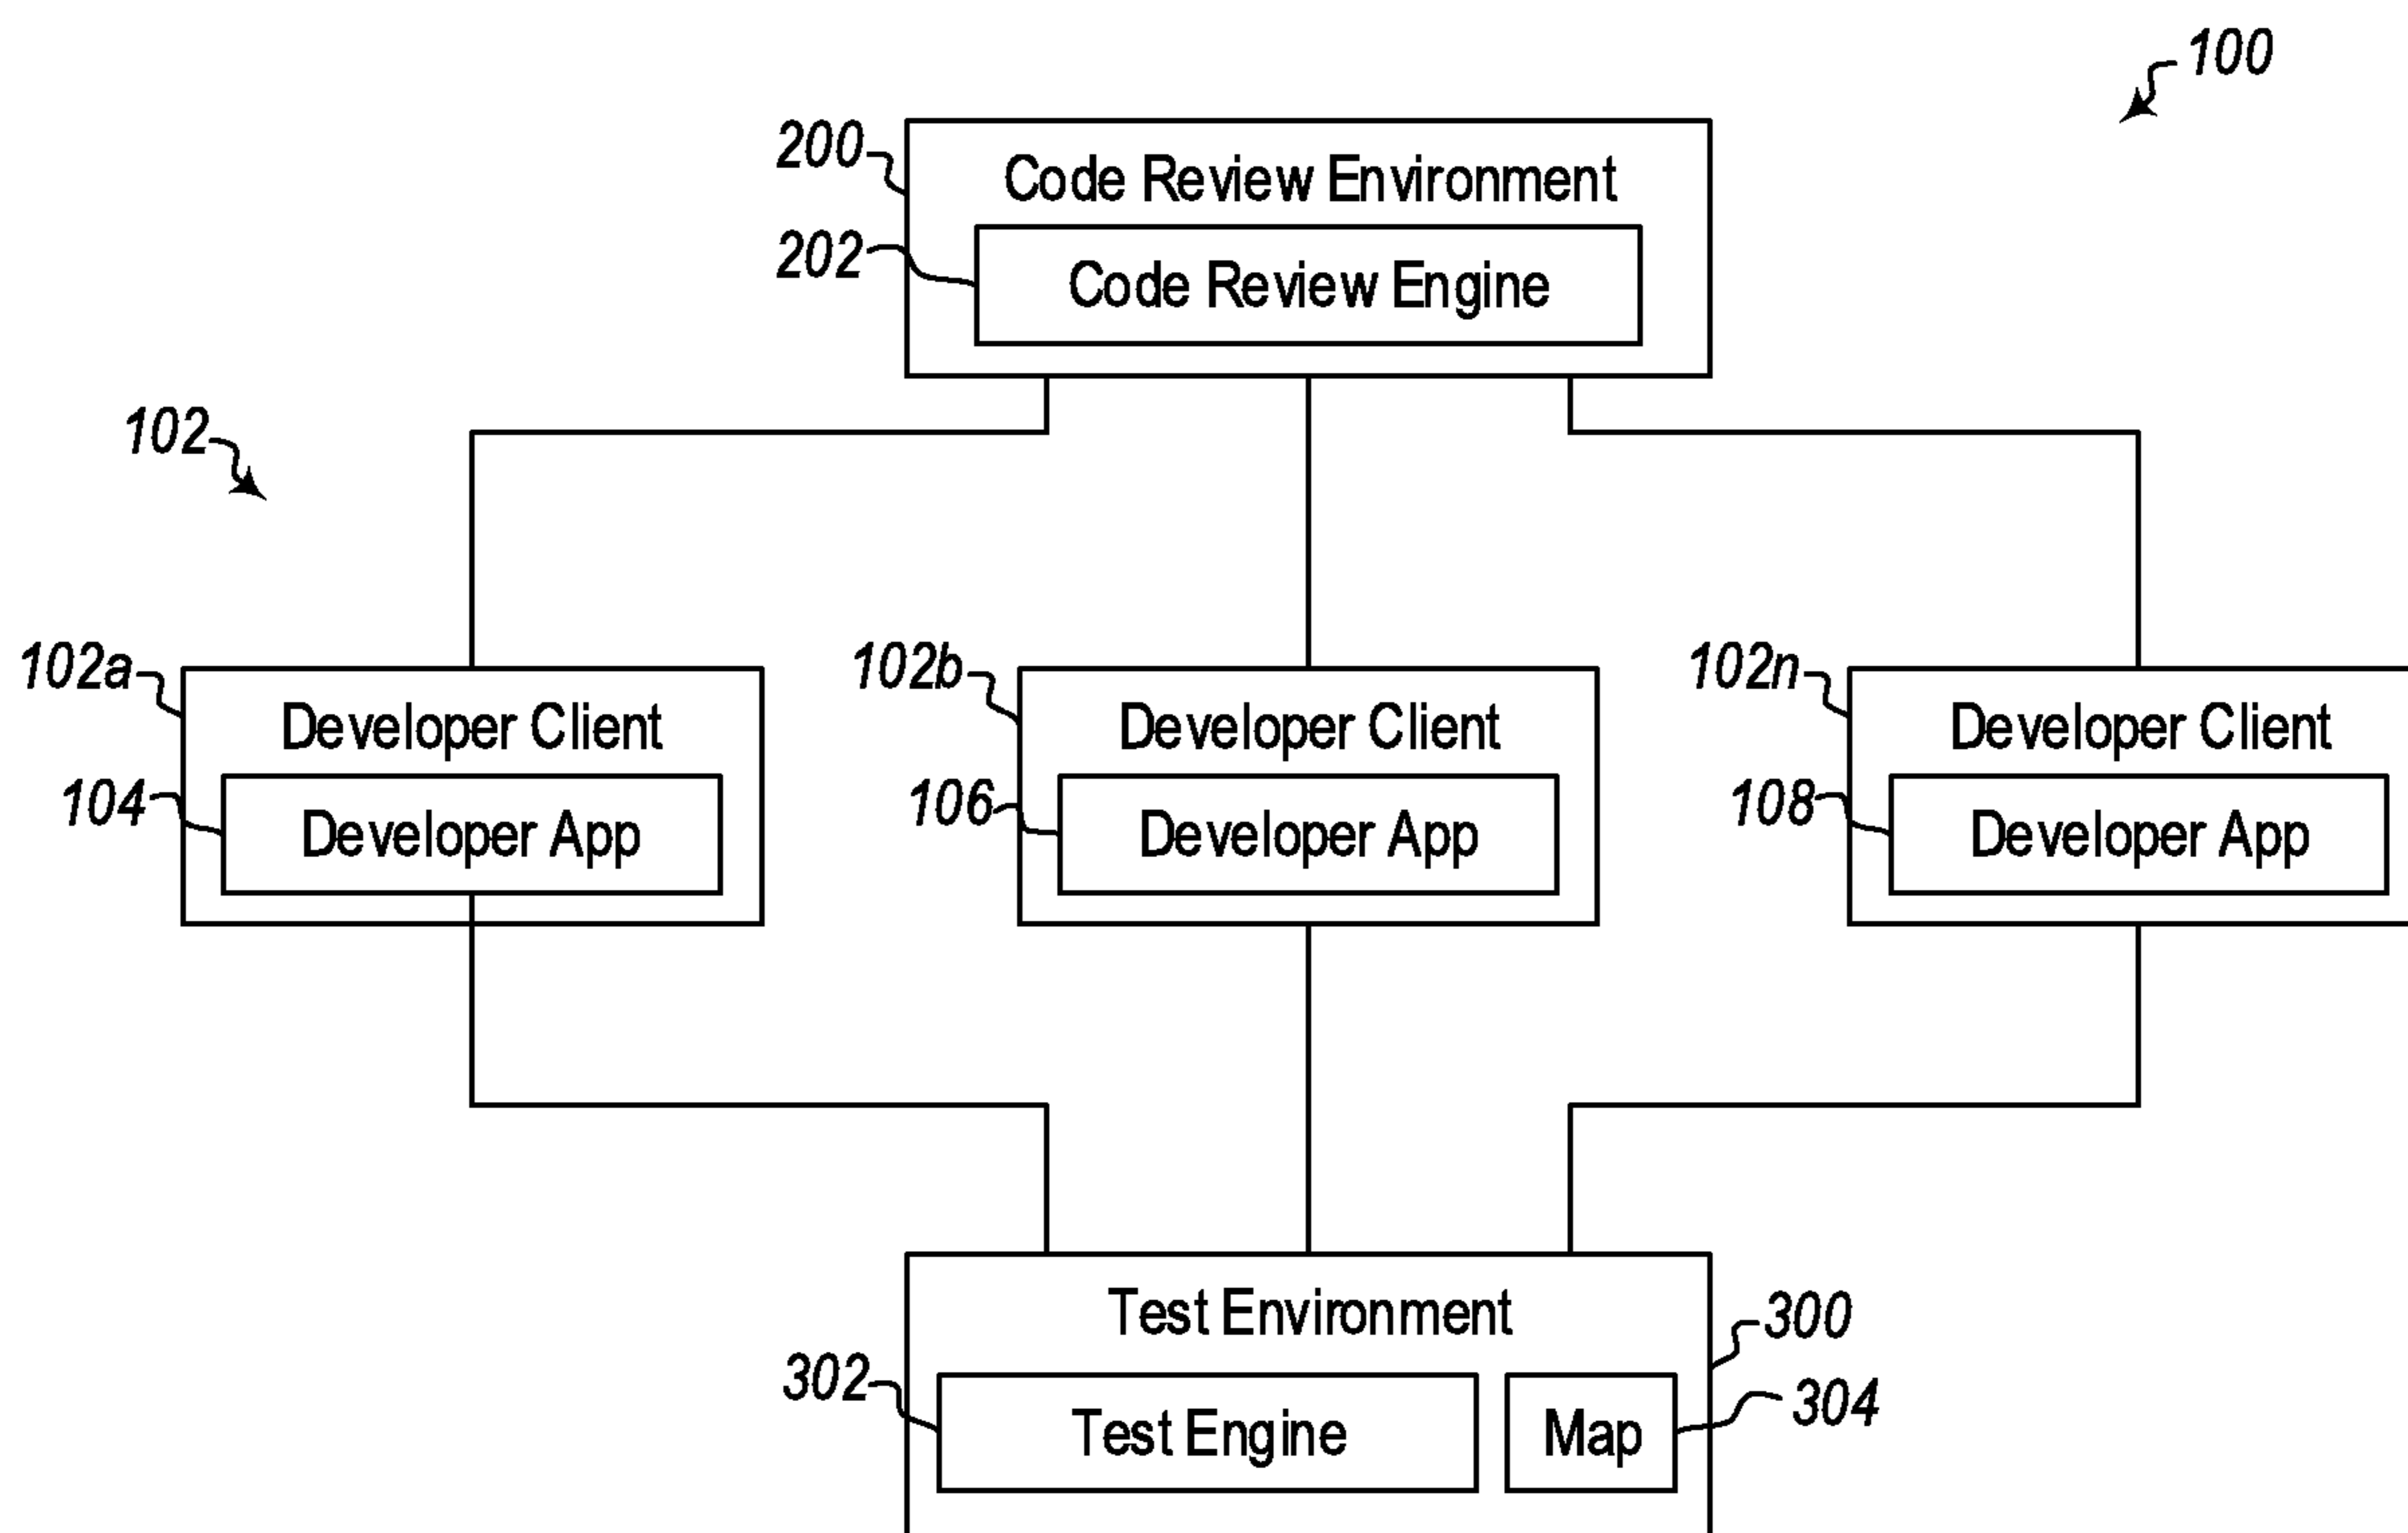 100
200
Code Review Environment
202
Code Review Engine
102
102a
Developer Client
104
Developer App
102b
Developer Client
106
Developer App
102n
Developer Client
108
Developer App
Test Environment
300
302
Test Engine
Map
304